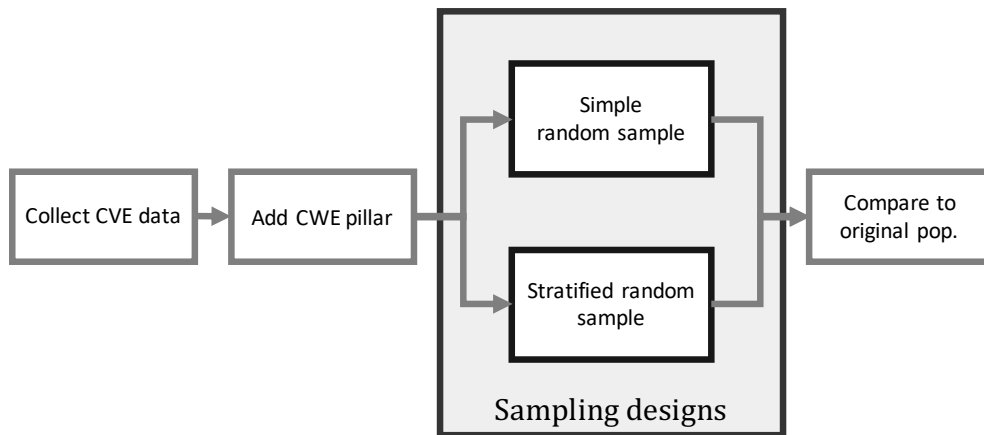 Collect CVE data
Add CWE pillar
Simple
random sample
Stratified random
sample
Sampling designs
Compare to
original pop.